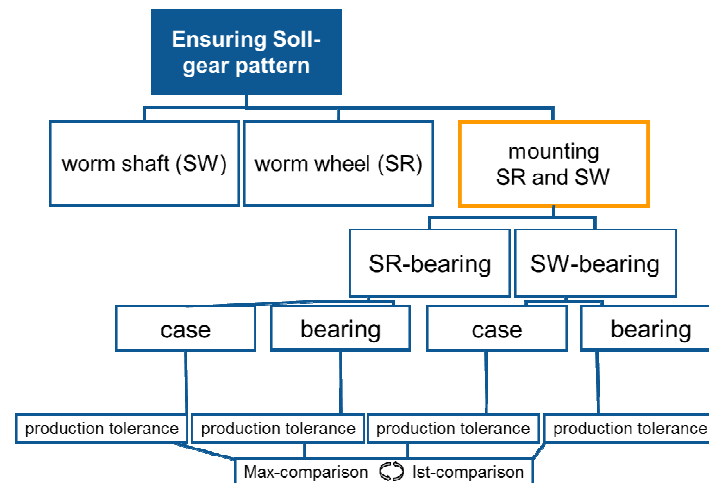 Ensuring Soll-
gear pattern
worm shaft (SW)
worm wheel (SR)
mounting
SR and SW
SR-bearing
SW-bearing
case
bearing
case
bearing
production tolerance
production tolerance
production tolerance
production tolerance
Max-comparison
Ist-comparison